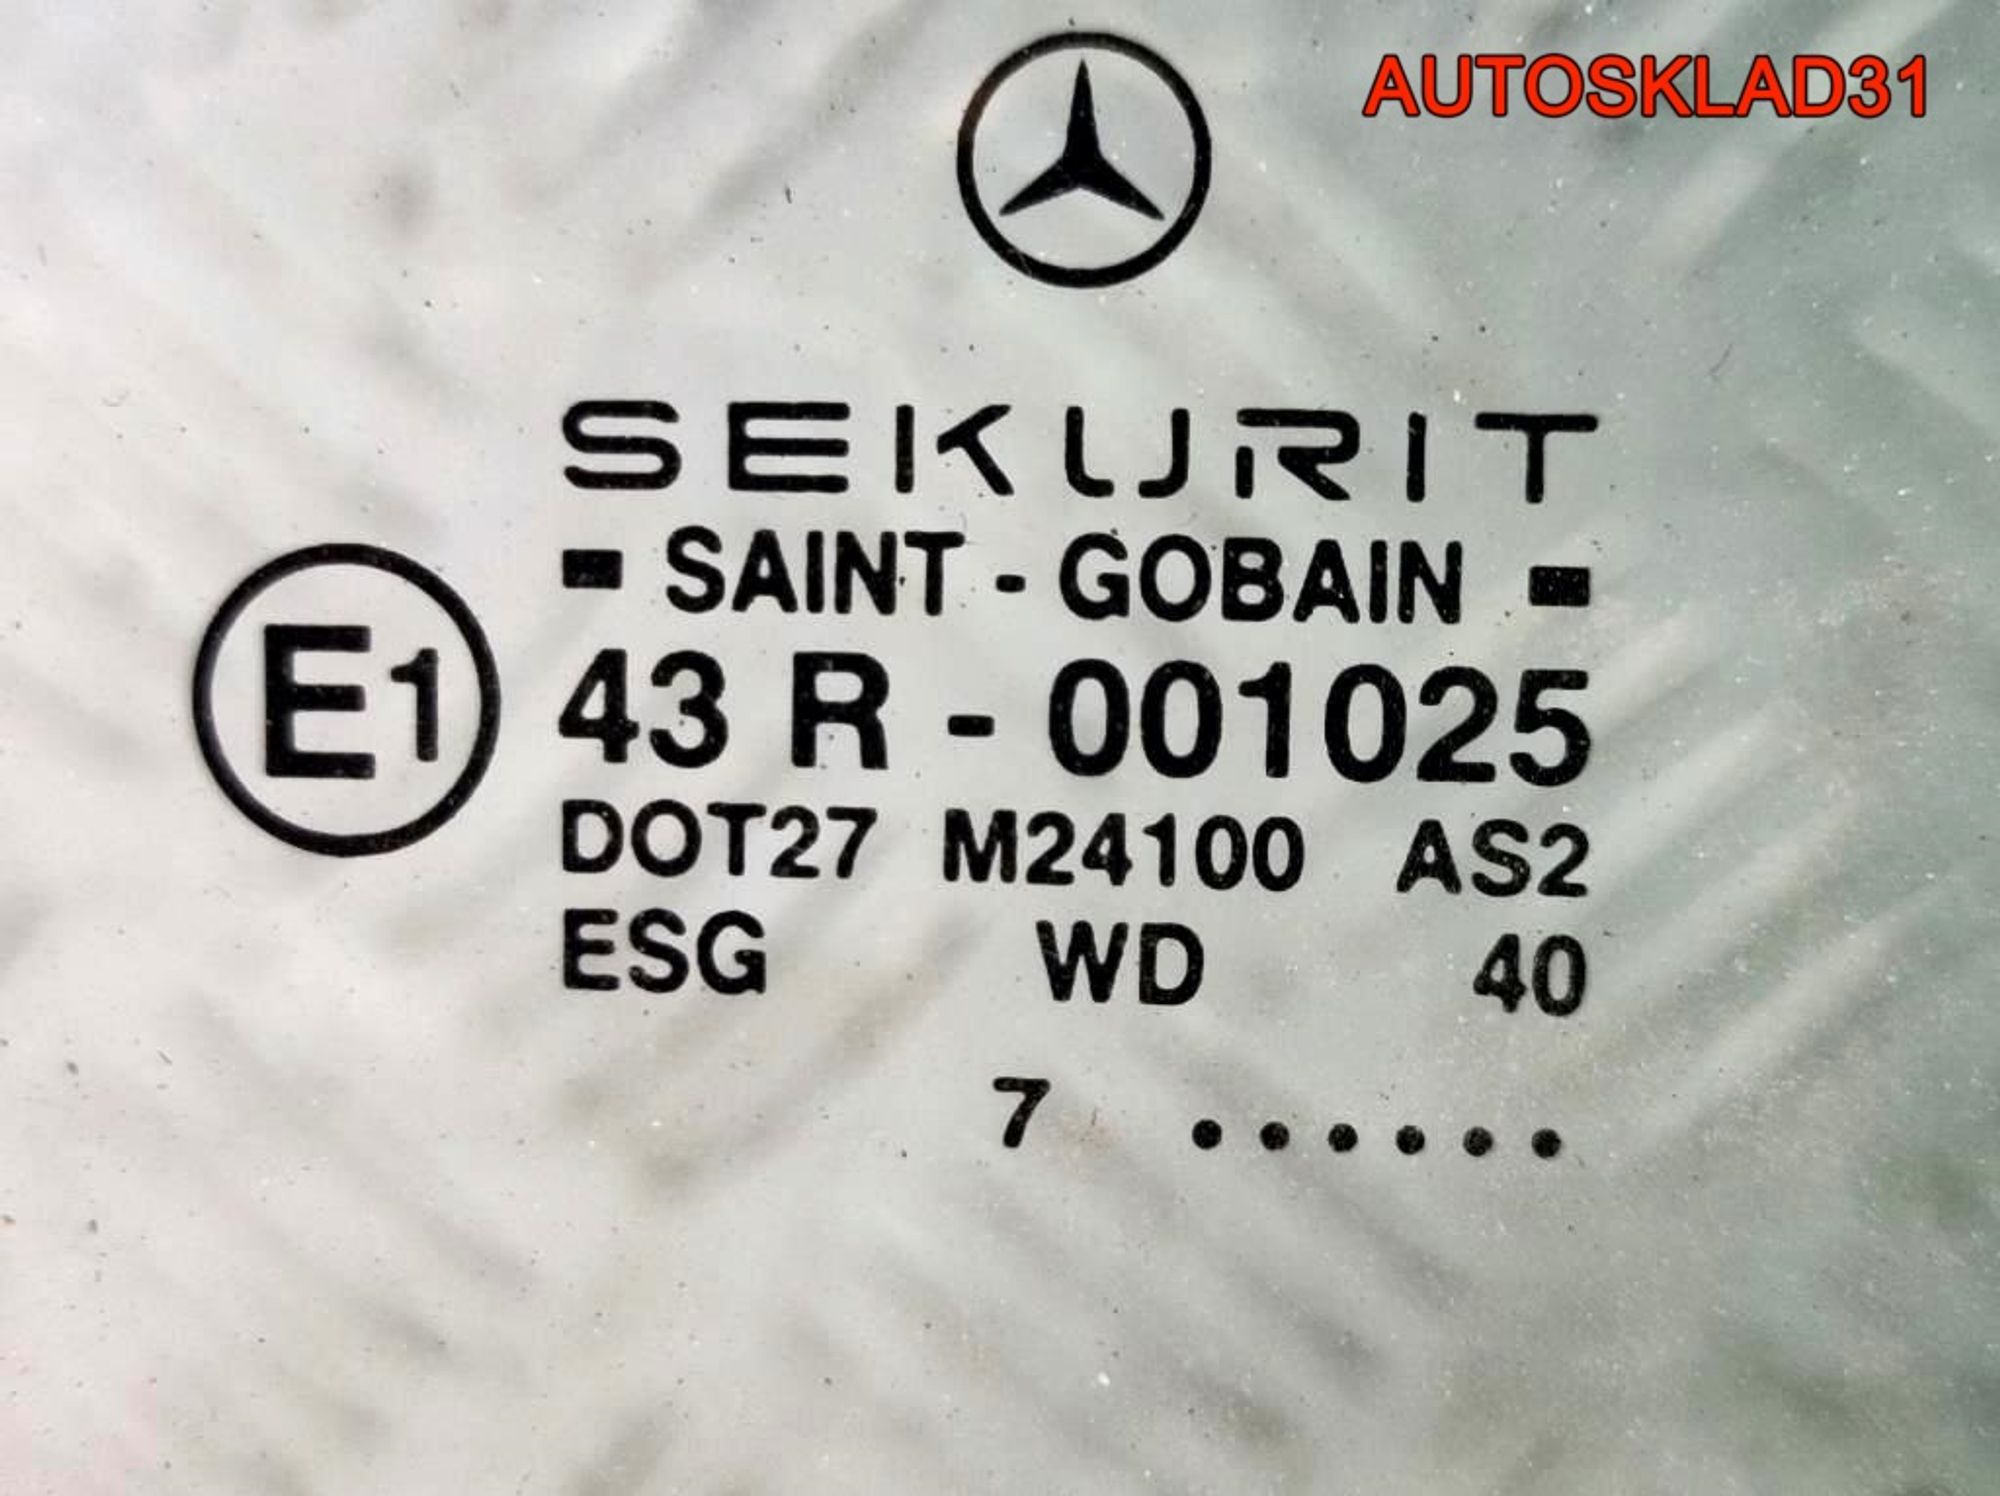 AUTOSKLAD31
SEKURIT
- SAINT - GOBAIN -
E1 43 R - 001025
DOT27 M24100 AS2
ESG WD 40
7 ......